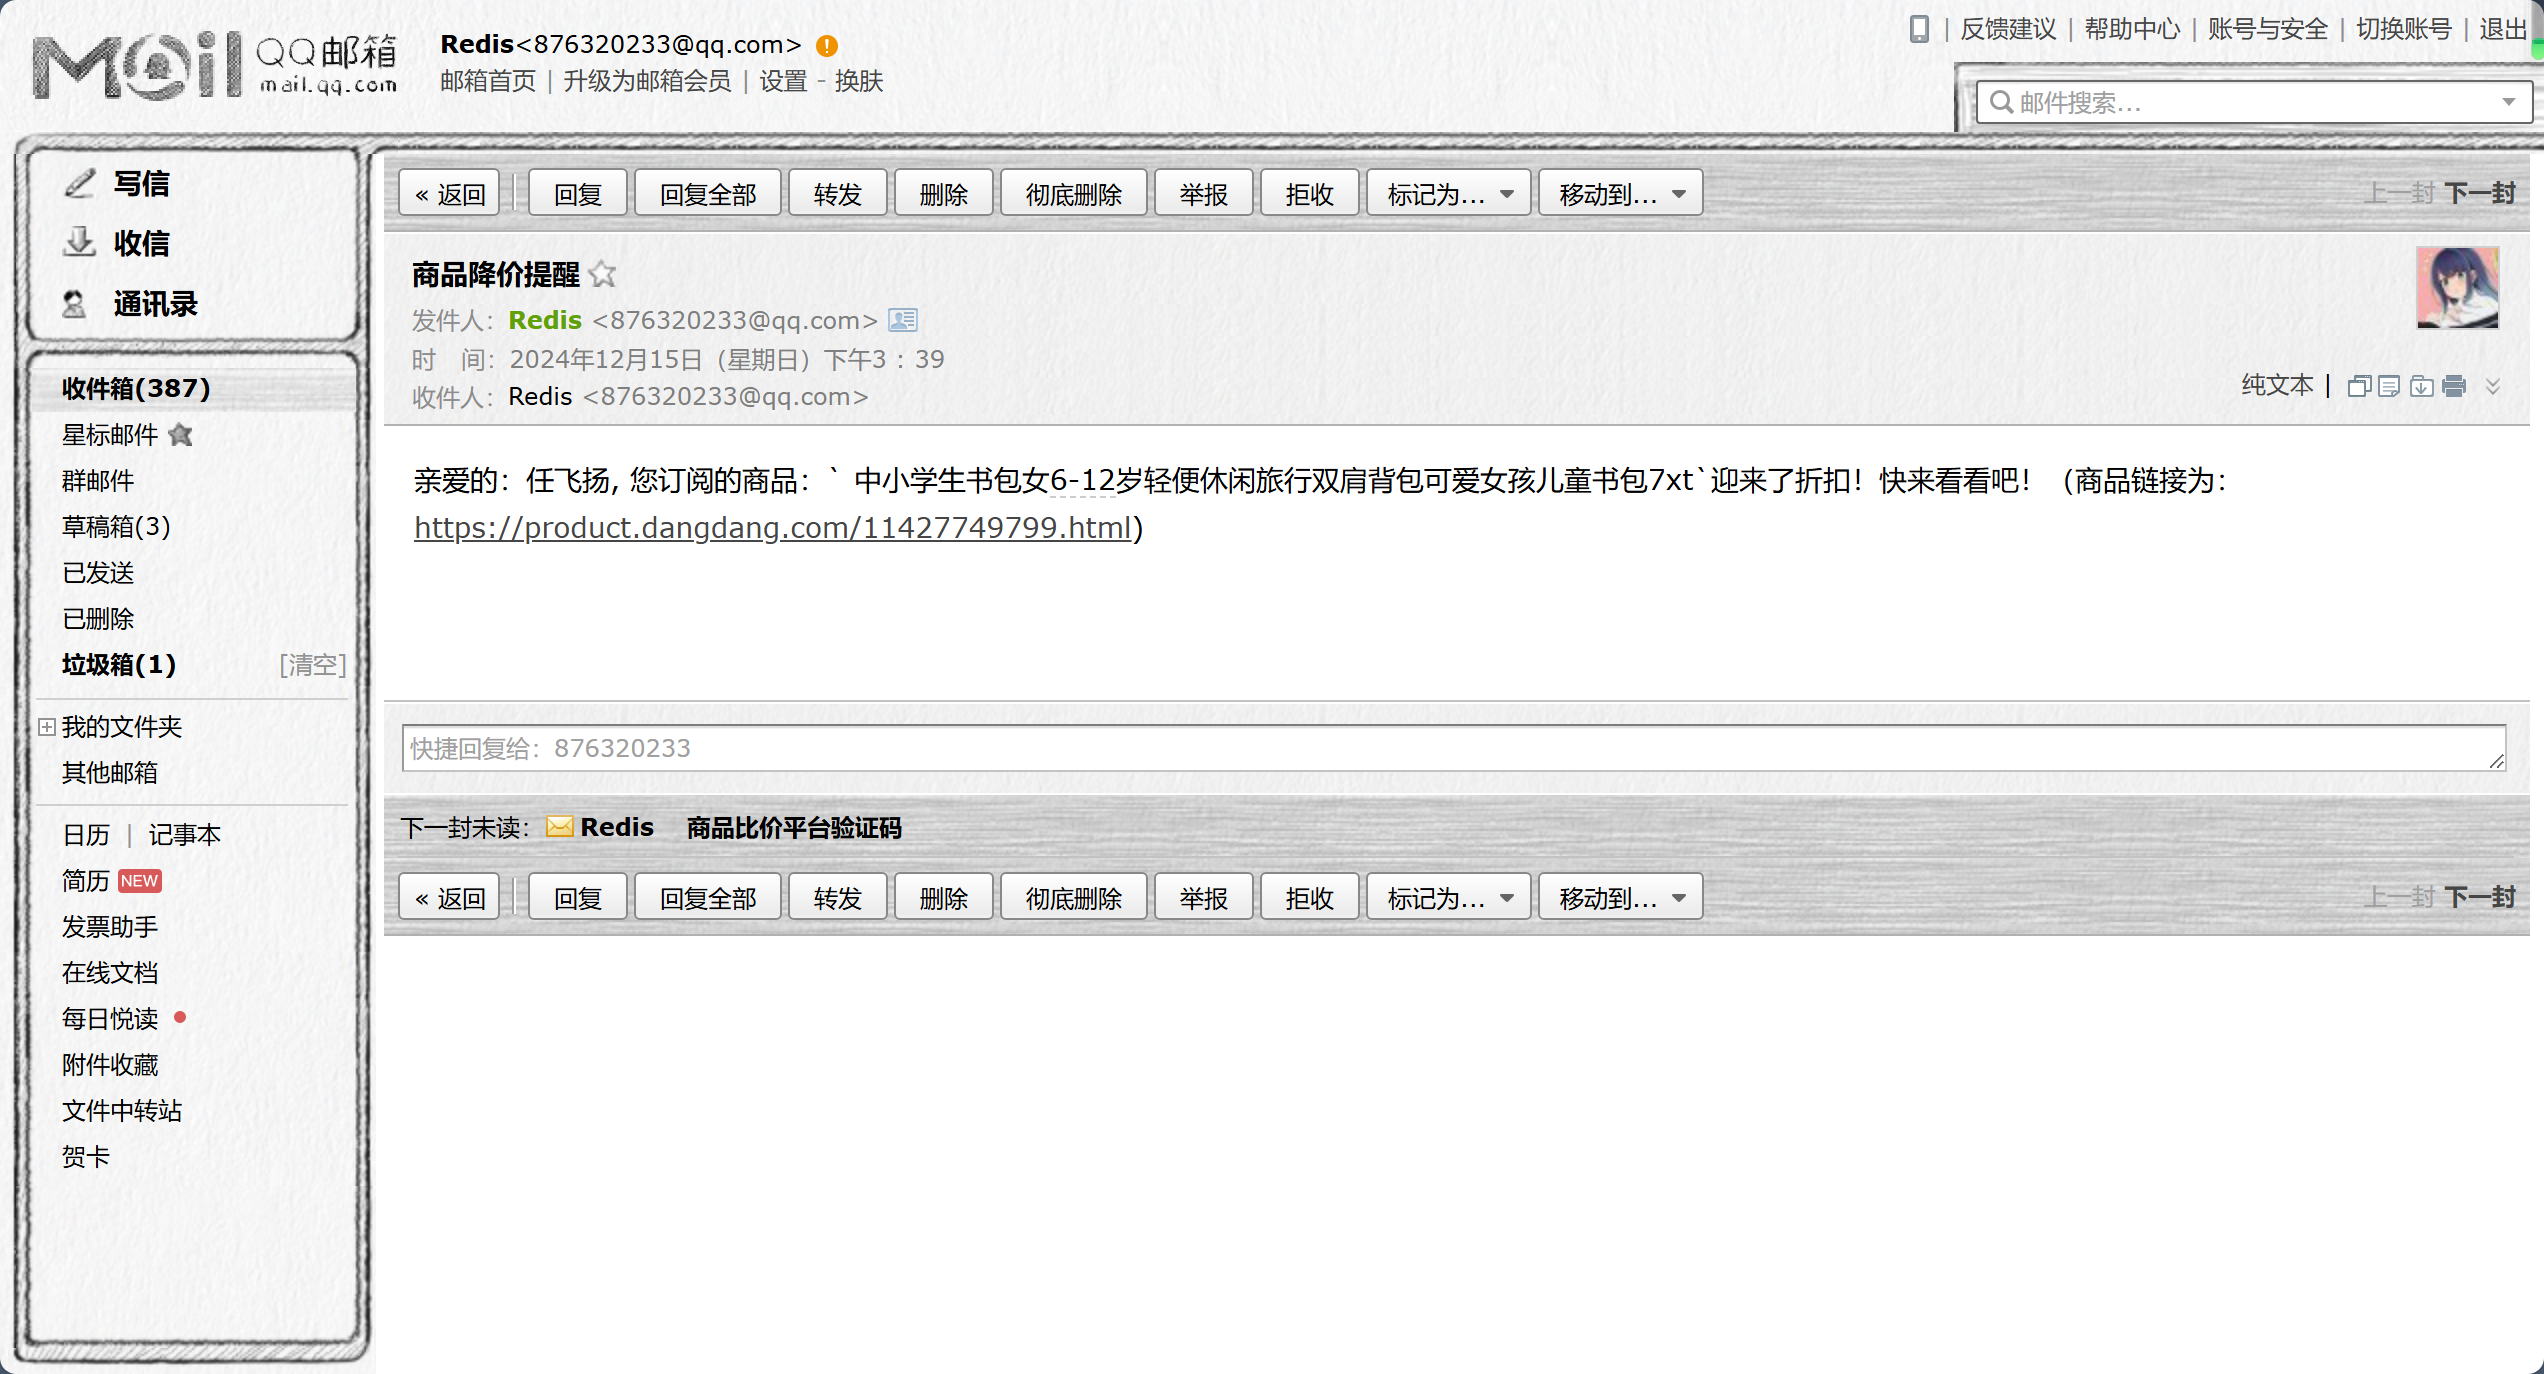 Mail QQ邮箱
mail.qq.com
Redis<876320233@qq.com>
邮箱首页 | 升级为邮箱会员 | 设置 - 换肤
| 反馈建议 | 帮助中心 | 账号与安全 | 切换账号 | 退出
邮件搜索...
写信
收信
通讯录
收件箱(387)
星标邮件
群邮件
草稿箱(3)
已发送
已删除
垃圾箱(1) [清空]
我的文件夹
其他邮箱
日历 | 记事本
简历 NEW
发票助手
在线文档
每日悦读
附件收藏
文件中转站
贺卡
« 返回 回复 回复全部 转发 删除 彻底删除 举报 拒收 标记为... 移动到... 上一封 下一封
商品降价提醒
发件人：Redis <876320233@qq.com>
时 间：2024年12月15日（星期日）下午3：39
收件人：Redis <876320233@qq.com>
纯文本 |
亲爱的：任飞扬, 您订阅的商品：` 中小学生书包女6-12岁轻便休闲旅行双肩背包可爱女孩儿童书包7xt`迎来了折扣！快来看看吧！（商品链接为：
https://product.dangdang.com/11427749799.html)
快捷回复给：876320233
下一封未读：Redis 商品比价平台验证码
« 返回 回复 回复全部 转发 删除 彻底删除 举报 拒收 标记为... 移动到... 上一封 下一封